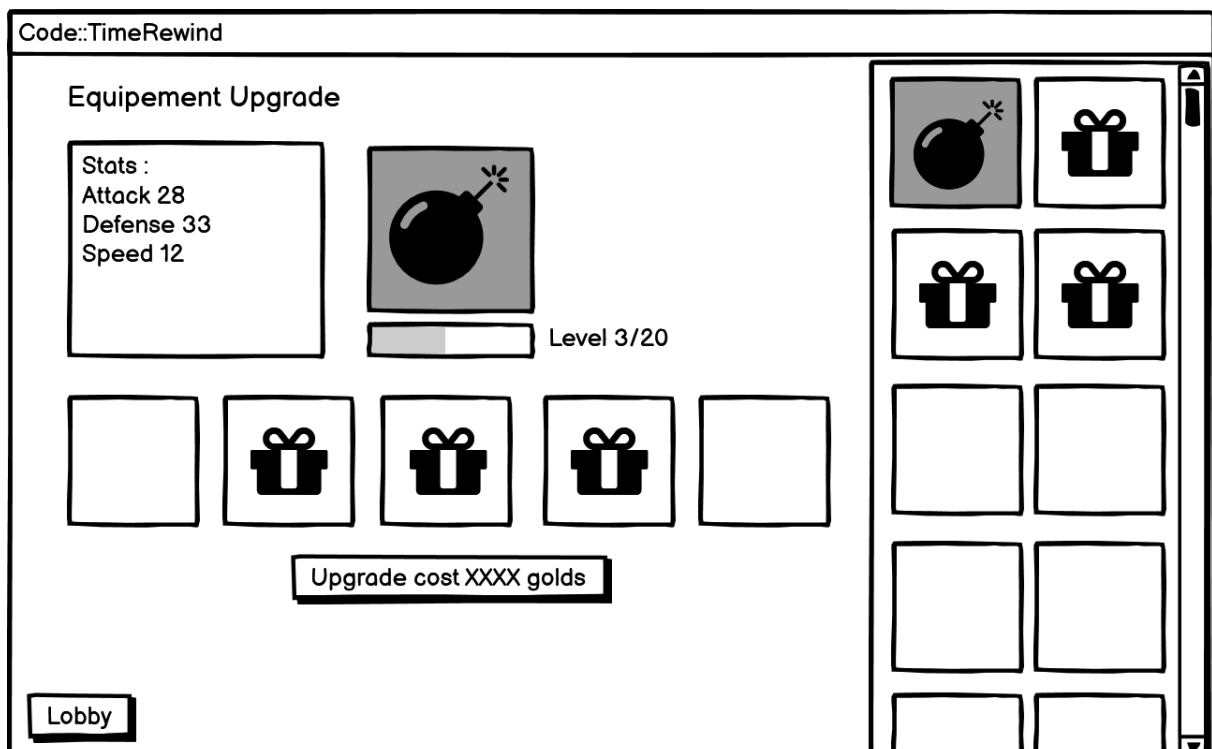 Code::TimeRewind
Equipement Upgrade
Stats :
Attack 28
Defense 33
Speed 12
Level 3/20
Upgrade cost XXXX golds
Lobby